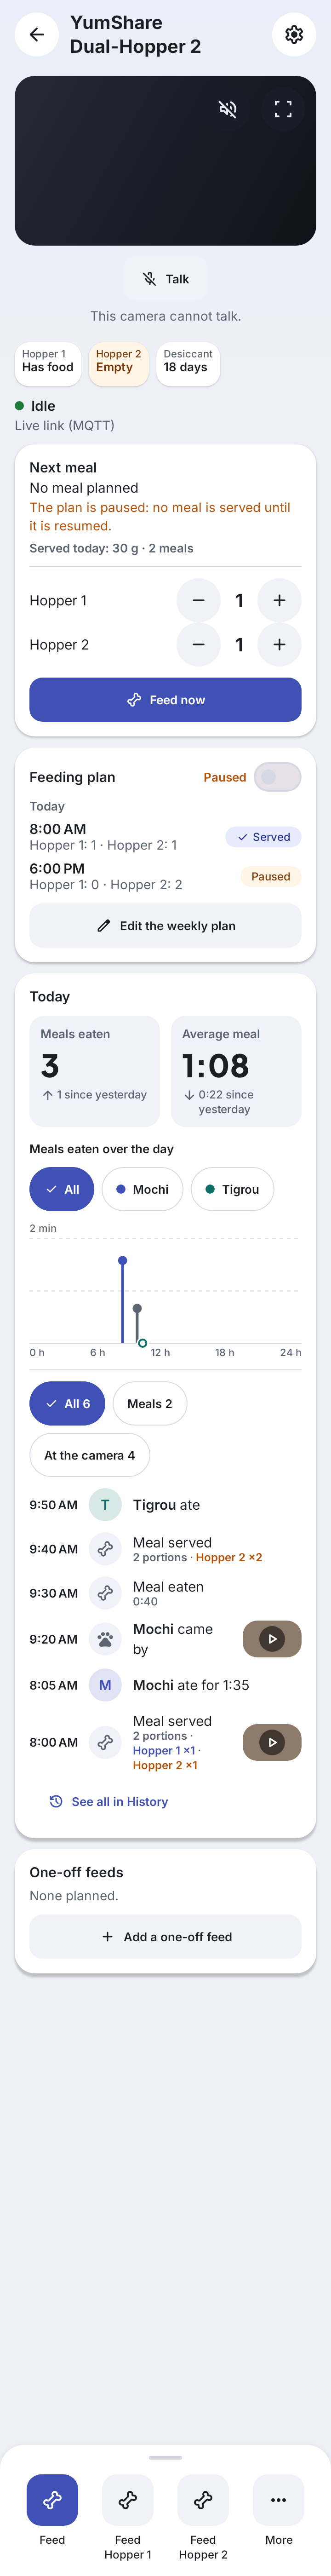 YumShare
Dual-Hopper 2
Talk
This camera cannot talk.
Hopper 1
Has food
Hopper 2
Empty
Desiccant
18 days
Idle
Live link (MQTT)
Next meal
No meal planned
The plan is paused: no meal is served until
it is resumed.
Served today: 30 g · 2 meals
Hopper 1
1
Hopper 2
1
Feed now
Feeding plan
Paused
Today
8:00 AM
Hopper 1: 1 · Hopper 2: 1
Served
6:00 PM
Hopper 1: 0 · Hopper 2: 2
Paused
Edit the weekly plan
Today
Meals eaten
3
1 since yesterday
Average meal
1:08
0:22 since
yesterday
Meals eaten over the day
All
Mochi
Tigrou
2 min
0 h 6 h 12 h 18 h 24 h
All 6
Meals 2
At the camera 4
9:50 AM
T
Tigrou ate
9:40 AM
Meal served
2 portions · Hopper 2 ×2
9:30 AM
Meal eaten
0:40
9:20 AM
Mochi came
by
8:05 AM
M
Mochi ate for 1:35
8:00 AM
Meal served
2 portions ·
Hopper 1 ×1 ·
Hopper 2 ×1
See all in History
One-off feeds
None planned.
Add a one-off feed
Feed
Feed
Hopper 1
Feed
Hopper 2
More